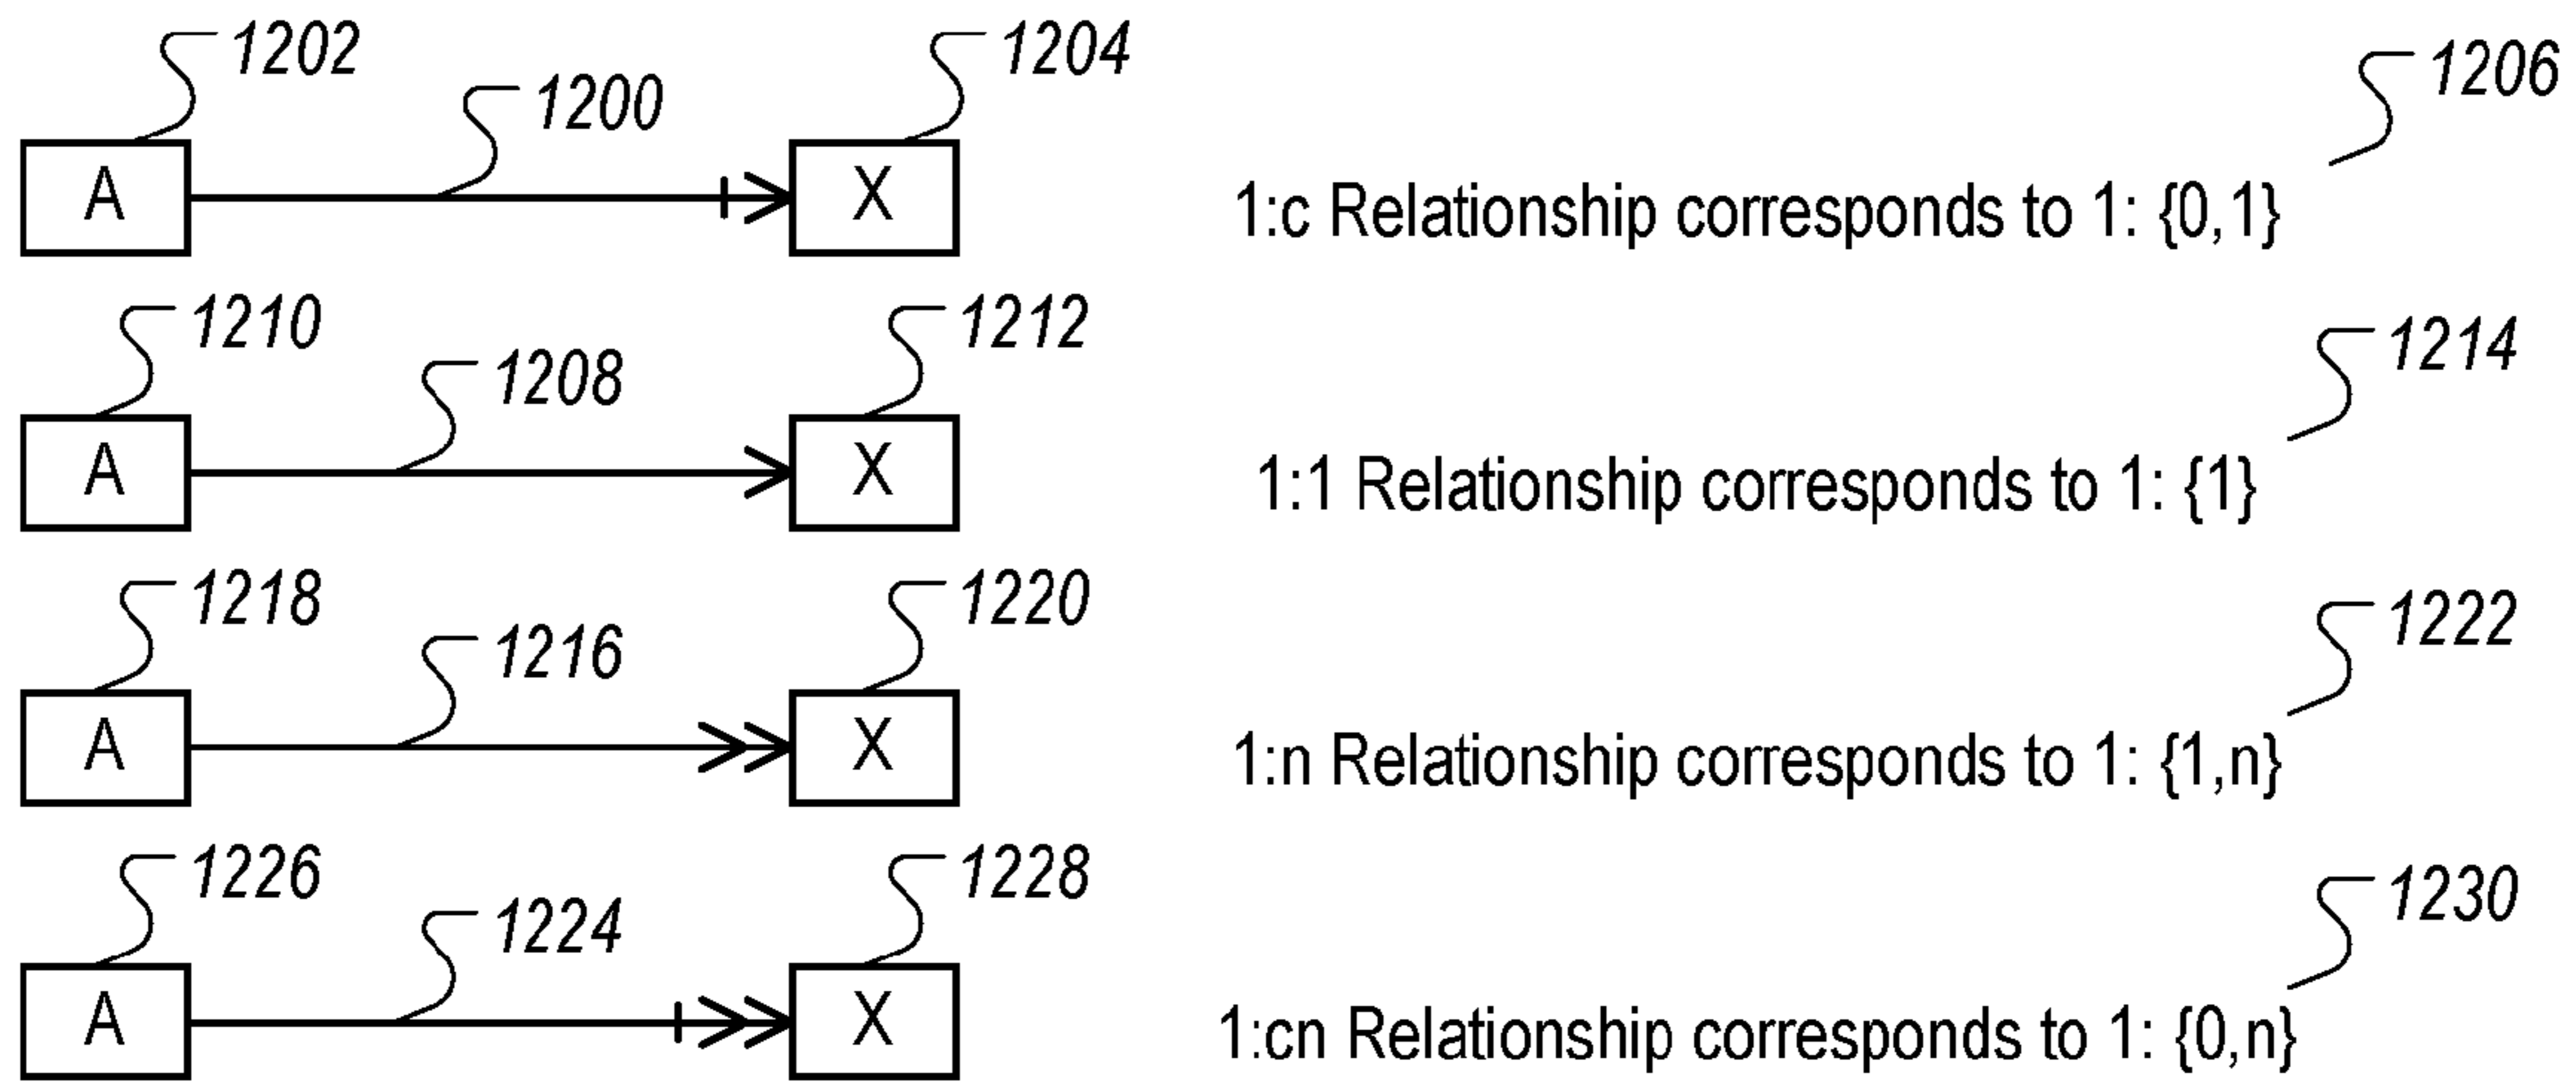 1202
1204
1206
1200
A
X
1:c Relationship corresponds to 1: {0,1}
1210
1212
1214
1208
A
X
1:1 Relationship corresponds to 1: {1}
1218
1220
1222
1216
A
X
1:n Relationship corresponds to 1: {1,n}
1226
1228
1230
1224
A
X
1:cn Relationship corresponds to 1: {0,n}